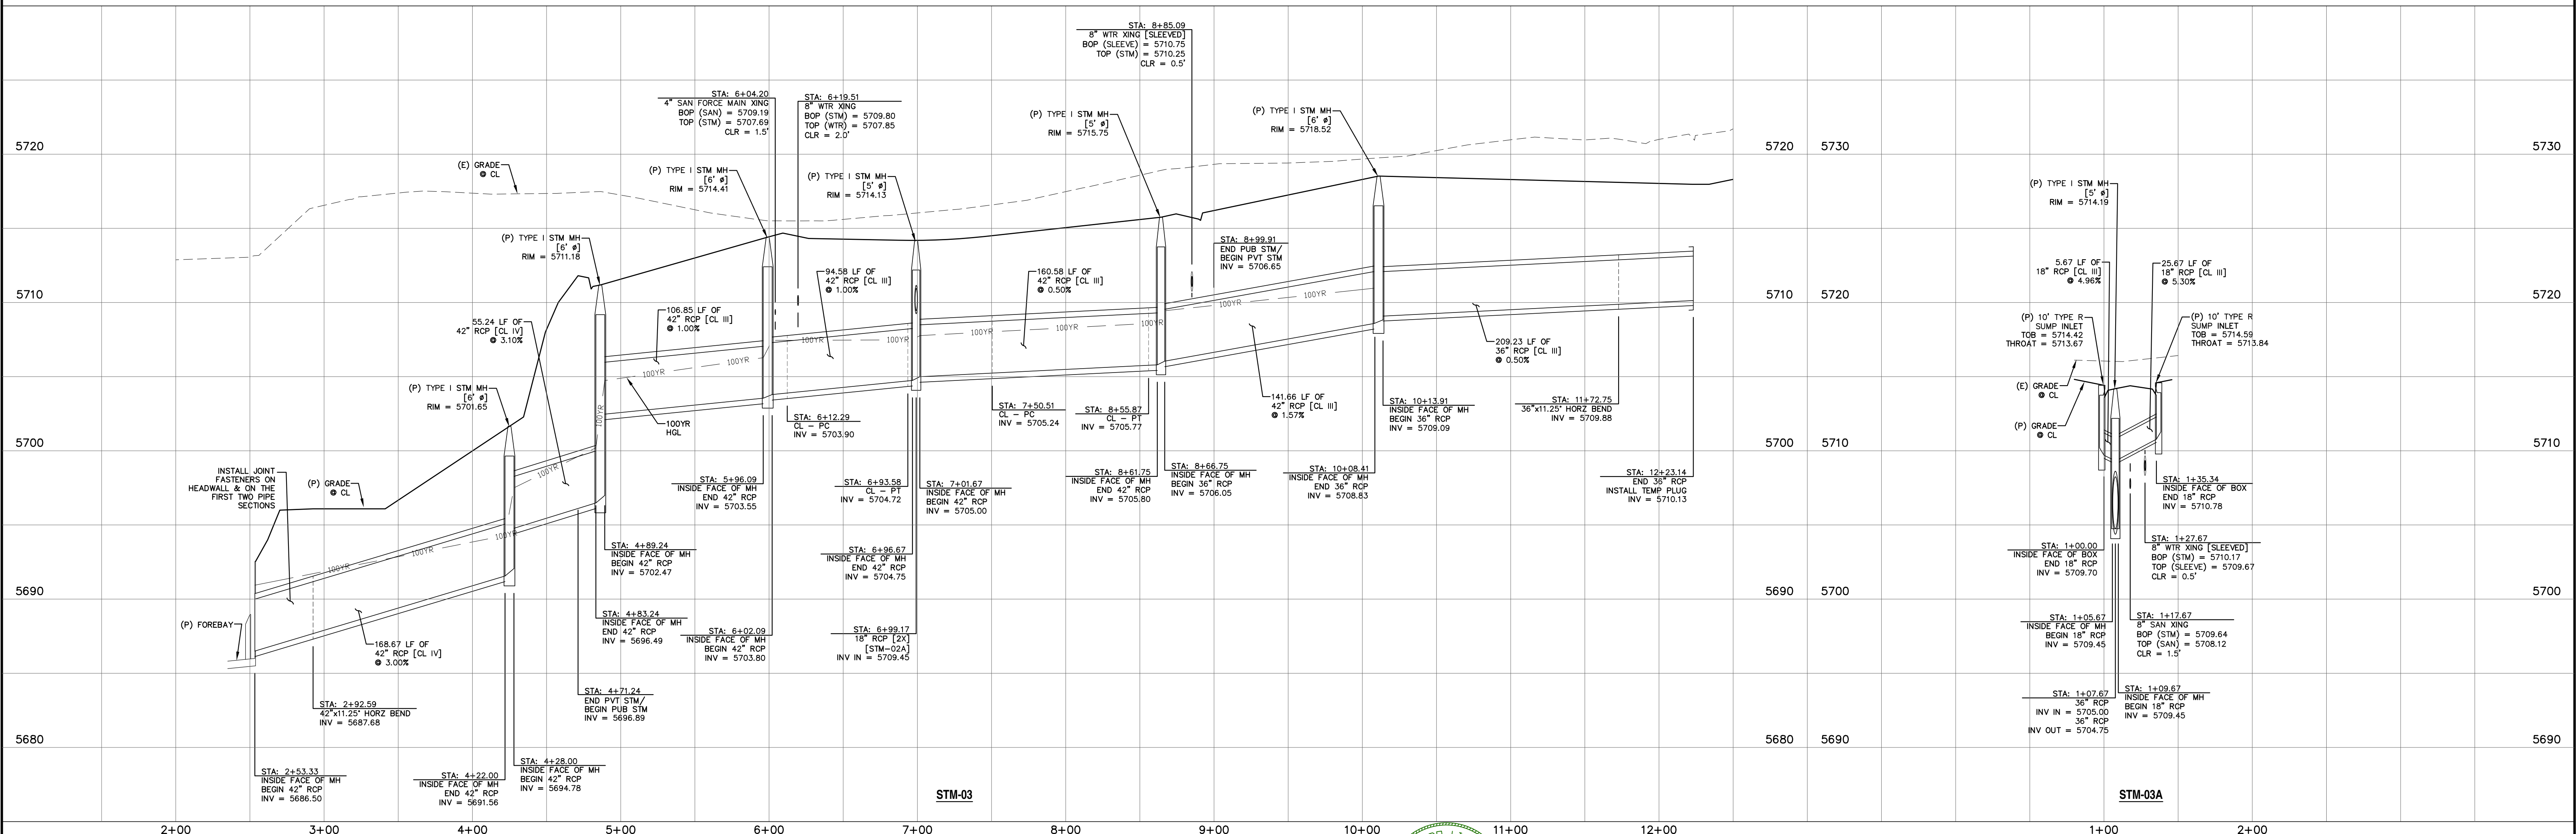 STA: 8+85.09
8" WTR XING [SLEEVED]
BOP (SLEEVE) = 5710.75
TOP (STM) = 5710.25
CLR = 0.5'
STA: 6+04.20
4" SAN FORCE MAIN XING
BOP (SAN) = 5709.19
TOP (STM) = 5707.69
CLR = 1.5'
STA: 6+19.51
8" WTR XING
BOP (STM) = 5709.80
TOP (WTR) = 5707.85
CLR = 2.0'
(P) TYPE I STM MH
[5' ø]
RIM = 5715.75
(P) TYPE I STM MH
[6' ø]
RIM = 5718.52
5720
5720
5730
5730
(E) GRADE
@ CL
(P) TYPE I STM MH
[6' ø]
RIM = 5714.41
(P) TYPE I STM MH
[5' ø]
RIM = 5714.13
(P) TYPE I STM MH
[5' ø]
RIM = 5714.19
(P) TYPE I STM MH
[6' ø]
RIM = 5711.18
STA: 8+99.91
END PUB STM/
BEGIN PVT STM
INV = 5706.65
94.58 LF OF
42" RCP [CL III]
@ 1.00%
160.58 LF OF
42" RCP [CL III]
@ 0.50%
5.67 LF OF
18" RCP [CL III]
@ 4.96%
25.67 LF OF
18" RCP [CL III]
@ 5.30%
5710
5710
5720
5720
100YR
100YR
100YR
100YR
100YR
100YR
100YR
100YR
106.85 LF OF
42" RCP [CL III]
@ 1.00%
55.24 LF OF
42" RCP [CL IV]
@ 3.10%
(P) 10' TYPE R
SUMP INLET
TOB = 5714.42
THROAT = 5713.67
(P) 10' TYPE R
SUMP INLET
TOB = 5714.59
THROAT = 5713.84
209.23 LF OF
36" RCP [CL III]
@ 0.50%
100YR
100YR
(E) GRADE
@ CL
(P) TYPE I STM MH
[6' ø]
RIM = 5701.65
141.66 LF OF
42" RCP [CL III]
@ 1.57%
100YR
100YR
HGL
STA: 6+12.29
CL - PC
INV = 5703.90
STA: 7+50.51
CL - PC
INV = 5705.24
STA: 8+55.87
CL - PT
INV = 5705.77
STA: 10+13.91
INSIDE FACE OF MH
BEGIN 36" RCP
INV = 5709.09
STA: 11+72.75
36"x11.25° HORZ BEND
INV = 5709.88
(P) GRADE
@ CL
5700
5700
5710
5710
100YR
INSTALL JOINT
FASTENERS ON
HEADWALL & ON THE
FIRST TWO PIPE
SECTIONS
(P) GRADE
@ CL
STA: 5+96.09
INSIDE FACE OF MH
END 42" RCP
INV = 5703.55
STA: 6+93.58
CL - PT
INV = 5704.72
STA: 7+01.67
INSIDE FACE OF MH
BEGIN 42" RCP
INV = 5705.00
STA: 8+61.75
INSIDE FACE OF MH
END 42" RCP
INV = 5705.80
STA: 8+66.75
INSIDE FACE OF MH
BEGIN 36" RCP
INV = 5706.05
STA: 10+08.41
INSIDE FACE OF MH
END 36" RCP
INV = 5708.83
STA: 12+23.14
END 36" RCP
INSTALL TEMP PLUG
INV = 5710.13
STA: 1+35.34
INSIDE FACE OF BOX
END 18" RCP
INV = 5710.78
100YR
100YR
100YR
STA: 4+89.24
INSIDE FACE OF MH
BEGIN 42" RCP
INV = 5702.47
STA: 6+96.67
INSIDE FACE OF MH
END 42" RCP
INV = 5704.75
STA: 1+00.00
INSIDE FACE OF BOX
END 18" RCP
INV = 5709.70
STA: 1+27.67
8" WTR XING [SLEEVED]
BOP (STM) = 5710.17
TOP (SLEEVE) = 5709.67
CLR = 0.5'
5690
5690
5700
5700
(P) FOREBAY
168.67 LF OF
42" RCP [CL IV]
@ 3.00%
STA: 4+83.24
INSIDE FACE OF MH
END 42" RCP
INV = 5696.49
STA: 6+02.09
INSIDE FACE OF MH
BEGIN 42" RCP
INV = 5703.80
STA: 6+99.17
18" RCP [2X]
[STM-02A]
INV IN = 5709.45
STA: 1+05.67
INSIDE FACE OF MH
BEGIN 18" RCP
INV = 5709.45
STA: 1+17.67
8" SAN XING
BOP (STM) = 5709.64
TOP (SAN) = 5708.12
CLR = 1.5'
STA: 2+92.59
42"x11.25° HORZ BEND
INV = 5687.68
STA: 4+71.24
END PVT STM/
BEGIN PUB STM
INV = 5696.89
STA: 1+07.67
36" RCP
INV IN = 5705.00
36" RCP
INV OUT = 5704.75
STA: 1+09.67
INSIDE FACE OF MH
BEGIN 18" RCP
INV = 5709.45
5680
5680
5690
5690
STA: 2+53.33
INSIDE FACE OF MH
BEGIN 42" RCP
INV = 5686.50
STA: 4+22.00
INSIDE FACE OF MH
END 42" RCP
INV = 5691.56
STA: 4+28.00
INSIDE FACE OF MH
BEGIN 42" RCP
INV = 5694.78
STM-03
STM-03A
2+00
3+00
4+00
5+00
6+00
7+00
8+00
9+00
10+00
11+00
12+00
1+00
2+00